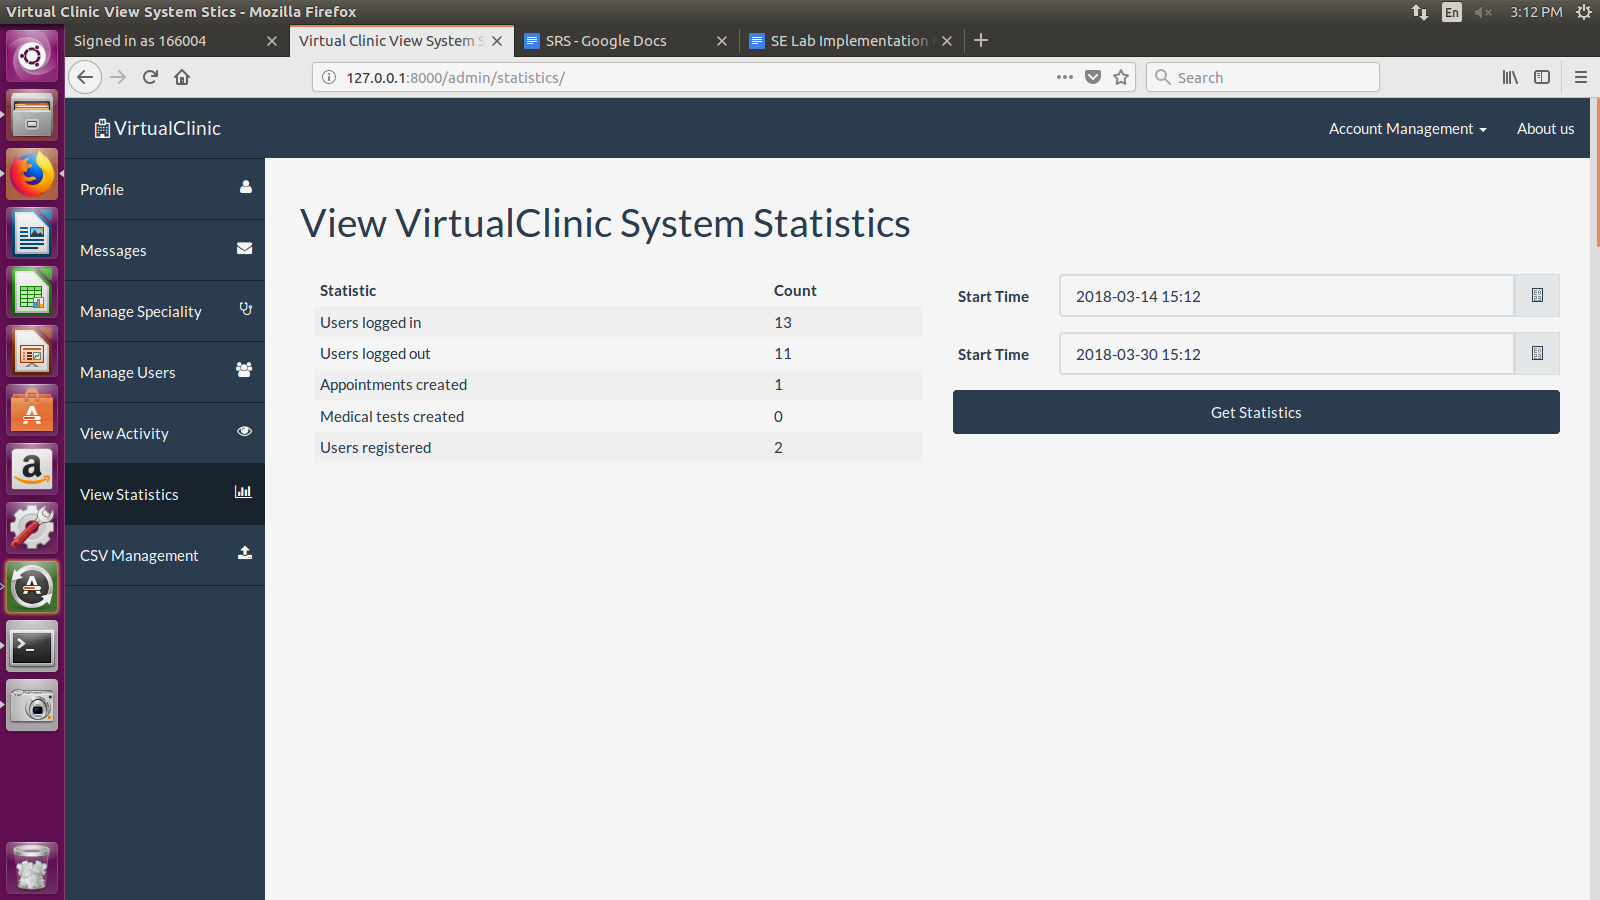 Virtual Clinic View System Stics - Mozilla Firefox
En
3:12 PM
Signed in as 166004
Virtual Clinic View System S
SRS - Google Docs
SE Lab Implementation
127.0.0.1:8000/admin/statistics/
Search
VirtualClinic
Account Management
About us
Profile
Messages
Manage Speciality
Manage Users
View Activity
View Statistics
CSV Management
View VirtualClinic System Statistics
Statistic Count
Users logged in 13
Users logged out 11
Appointments created 1
Medical tests created 0
Users registered 2
Start Time 2018-03-14 15:12
Start Time 2018-03-30 15:12
Get Statistics